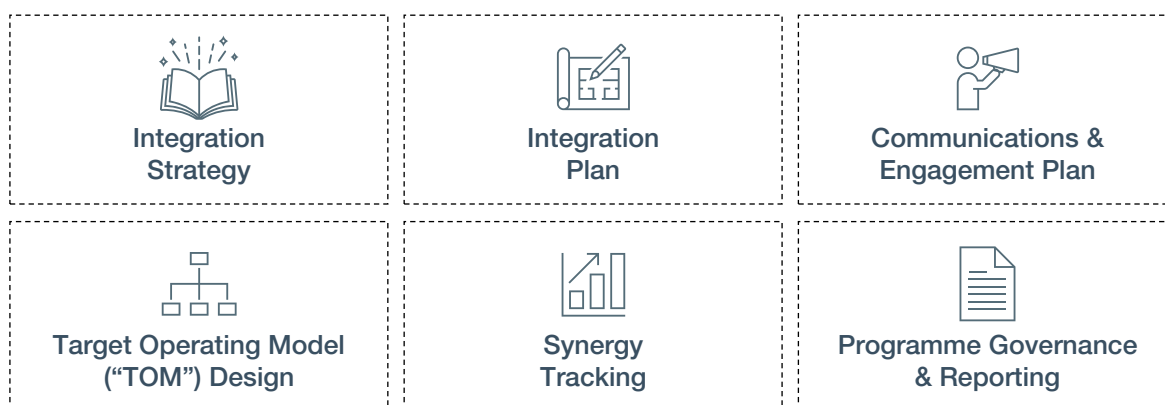 Integration
Strategy
Integration
Plan
Communications &
Engagement Plan
Target Operating Model
(“TOM”) Design
Synergy
Tracking
Programme Governance
& Reporting